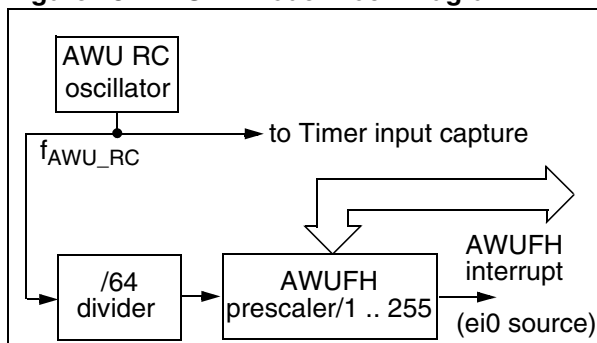 AWU RC
oscillator
to Timer input capture
fAWU_RC
/64
divider
AWUFH
prescaler/1 .. 255
AWUFH
interrupt
(ei0 source)